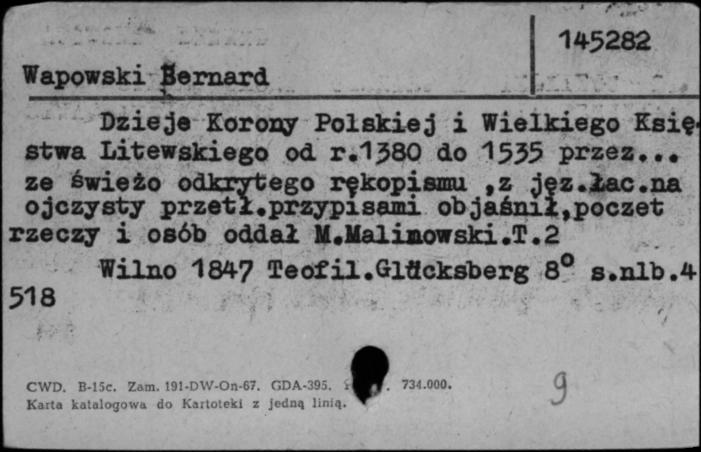 145282
Wapowski Bernard
Dzieje Korony Polskiej i Wielkiego Księ-
stwa Litewskiego od r.1380 do 1535 przez...
ze świeżo odkrytego rękopismu ,z jęz.łac.na
ojczysty przetł.przypisami objaśnił,poczet
rzeczy i osób oddał M.Malinowski.T.2
Wilno 1847 Teofil.Glücksberg 8° s.nlb.4
518
CWD. B-15c. Zam. 191-DW-On-67. GDA-395. 734.000.
Karta katalogowa do Kartoteki z jedną linią.
9